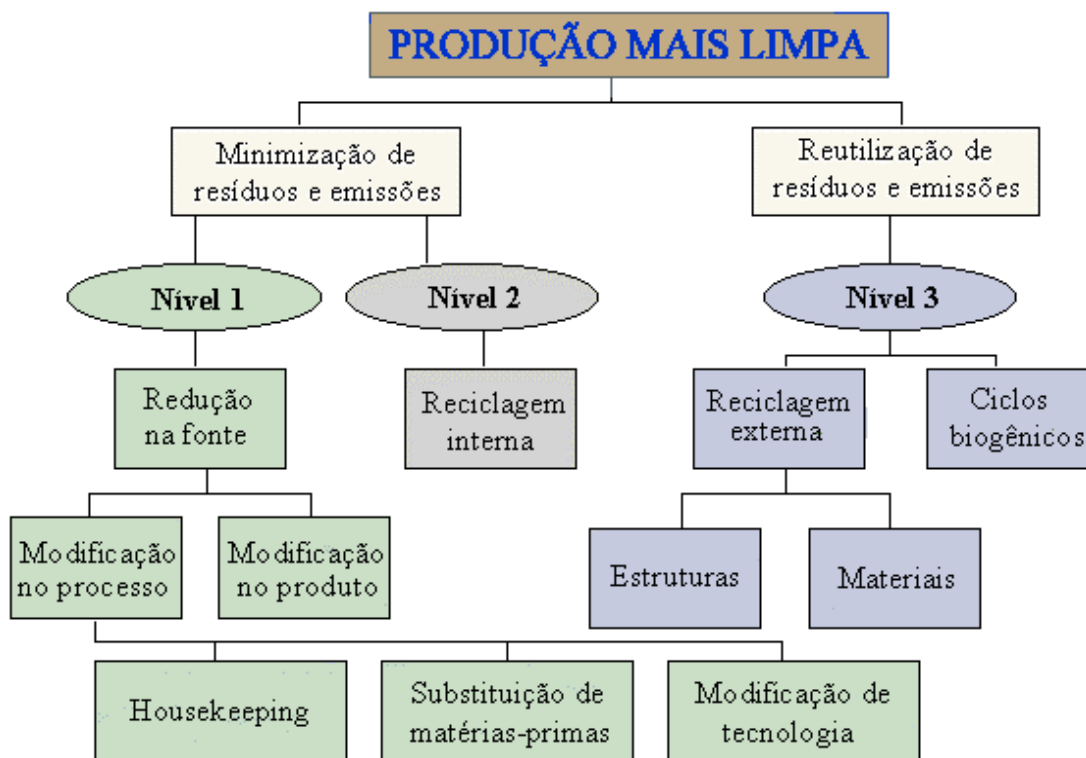 PRODUÇÃO MAIS LIMPA
Minimização de
resíduos e emissões
Reutilização de
resíduos e emissões
Nível 1
Nível 2
Nível 3
Redução
na fonte
Reciclagem
interna
Reciclagem
externa
Ciclos
biogênicos
Modificação
no processo
Modificação
no produto
Estruturas
Materiais
Housekeeping
Substituição de
matérias-primas
Modificação de
tecnologia